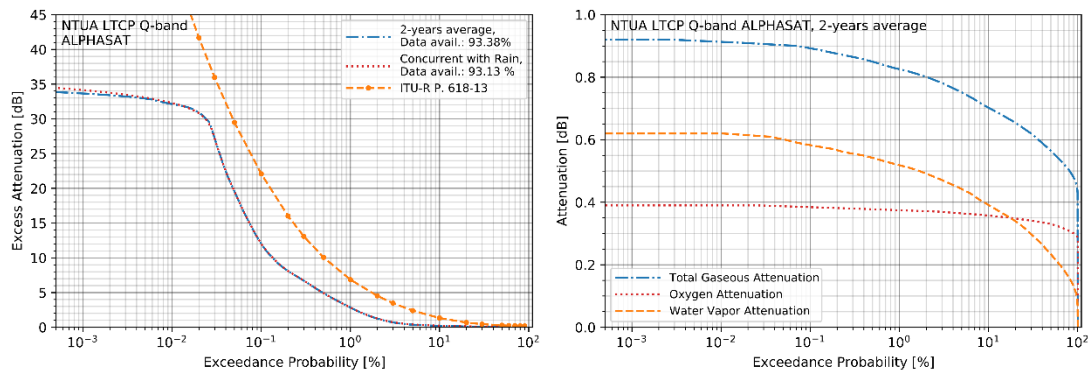 NTUA LTCP Q-band
ALPHASAT
2-years average,
Data avail.: 93.38%
Concurrent with Rain,
Data avail.: 93.13 %
ITU-R P. 618-13
Excess Attenuation [dB]
45
40
35
30
25
20
15
10
5
0
10⁻³
10⁻²
10⁻¹
10⁰
10¹
10²
Exceedance Probability [%]
NTUA LTCP Q-band ALPHASAT, 2-years average
Attenuation [dB]
1.0
0.8
0.6
0.4
0.2
0.0
Total Gaseous Attenuation
Oxygen Attenuation
Water Vapor Attenuation
10⁻³
10⁻²
10⁻¹
10⁰
10¹
10²
Exceedance Probability [%]